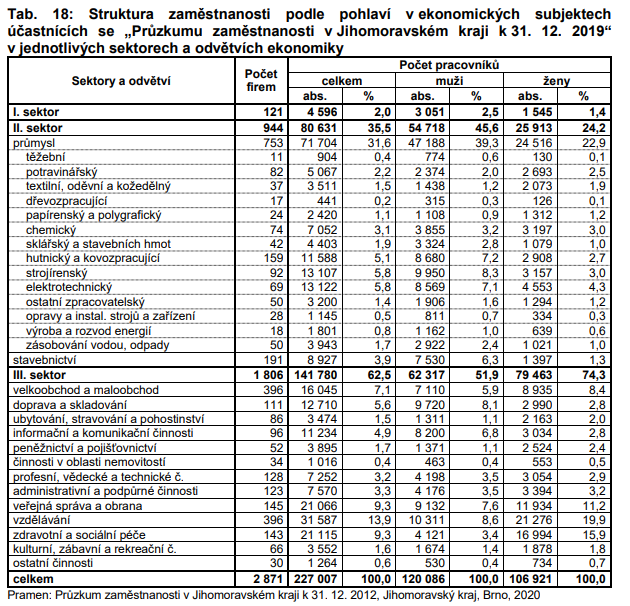 Tab. 18: Struktura zaměstnanosti podle pohlaví v ekonomických subjektech
účastnících se „Průzkumu zaměstnanosti v Jihomoravském kraji k 31. 12. 2019“
v jednotlivých sektorech a odvětvích ekonomiky
Sektory a odvětví Počet firem Počet pracovníků
celkem muži ženy
abs. % abs. % abs. %
I. sektor 121 4 596 2,0 3 051 2,5 1 545 1,4
II. sektor 944 80 631 35,5 54 718 45,6 25 913 24,2
průmysl 753 71 704 31,6 47 188 39,3 24 516 22,9
těžební 11 904 0,4 774 0,6 130 0,1
potravinářský 82 5 067 2,2 2 374 2,0 2 693 2,5
textilní, oděvní a kožedělný 37 3 511 1,5 1 438 1,2 2 073 1,9
dřevozpracující 17 441 0,2 315 0,3 126 0,1
papírenský a polygrafický 24 2 420 1,1 1 108 0,9 1 312 1,2
chemický 74 7 052 3,1 3 855 3,2 3 197 3,0
sklářský a stavebních hmot 42 4 403 1,9 3 324 2,8 1 079 1,0
hutnický a kovozpracující 159 11 588 5,1 8 680 7,2 2 908 2,7
strojírenský 92 13 107 5,8 9 950 8,3 3 157 3,0
elektrotechnický 69 13 122 5,8 8 569 7,1 4 553 4,3
ostatní zpracovatelský 50 3 200 1,4 1 906 1,6 1 294 1,2
opravy a instal. strojů a zařízení 28 1 145 0,5 811 0,7 334 0,3
výroba a rozvod energií 18 1 801 0,8 1 162 1,0 639 0,6
zásobování vodou, odpady 50 3 943 1,7 2 922 2,4 1 021 1,0
stavebnictví 191 8 927 3,9 7 530 6,3 1 397 1,3
III. sektor 1 806 141 780 62,5 62 317 51,9 79 463 74,3
velkoobchod a maloobchod 396 16 045 7,1 7 110 5,9 8 935 8,4
doprava a skladování 111 12 710 5,6 9 720 8,1 2 990 2,8
ubytování, stravování a pohostinství 86 3 474 1,5 1 311 1,1 2 163 2,0
informační a komunikační činnosti 96 11 234 4,9 8 200 6,8 3 034 2,8
peněžnictví a pojišťovnictví 52 3 895 1,7 1 371 1,1 2 524 2,4
činnosti v oblasti nemovitostí 34 1 016 0,4 463 0,4 553 0,5
profesní, vědecké a technické č. 128 7 252 3,2 4 198 3,5 3 054 2,9
administrativní a podpůrné činnosti 123 7 570 3,3 4 176 3,5 3 394 3,2
veřejná správa a obrana 145 21 066 9,3 9 132 7,6 11 934 11,2
vzdělávání 396 31 587 13,9 10 311 8,6 21 276 19,9
zdravotní a sociální péče 143 21 115 9,3 4 121 3,4 16 994 15,9
kulturní, zábavní a rekreační č. 66 3 552 1,6 1 674 1,4 1 878 1,8
ostatní činnosti 30 1 264 0,6 530 0,4 734 0,7
celkem 2 871 227 007 100,0 120 086 100,0 106 921 100,0
Pramen: Průzkum zaměstnanosti v Jihomoravském kraji k 31. 12. 2012, Jihomoravský kraj, Brno, 2020